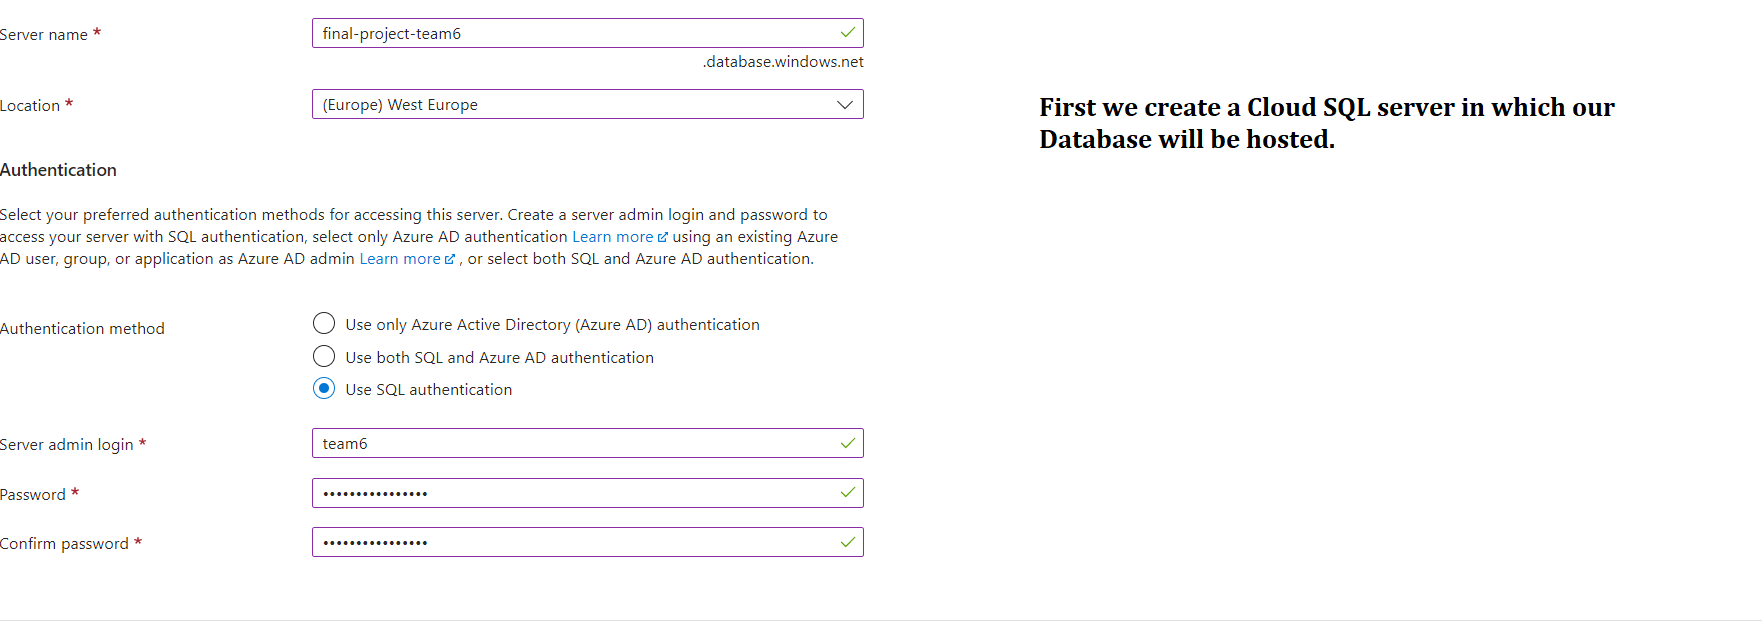 Server name *
final-project-team6
.database.windows.net
Location *
(Europe) West Europe
First we create a Cloud SQL server in which our
Database will be hosted.
Authentication
Select your preferred authentication methods for accessing this server. Create a server admin login and password to
access your server with SQL authentication, select only Azure AD authentication Learn more using an existing Azure
AD user, group, or application as Azure AD admin Learn more , or select both SQL and Azure AD authentication.
Authentication method
Use only Azure Active Directory (Azure AD) authentication
Use both SQL and Azure AD authentication
Use SQL authentication
Server admin login *
team6
Password *
••••••••••••••••
Confirm password *
••••••••••••••••